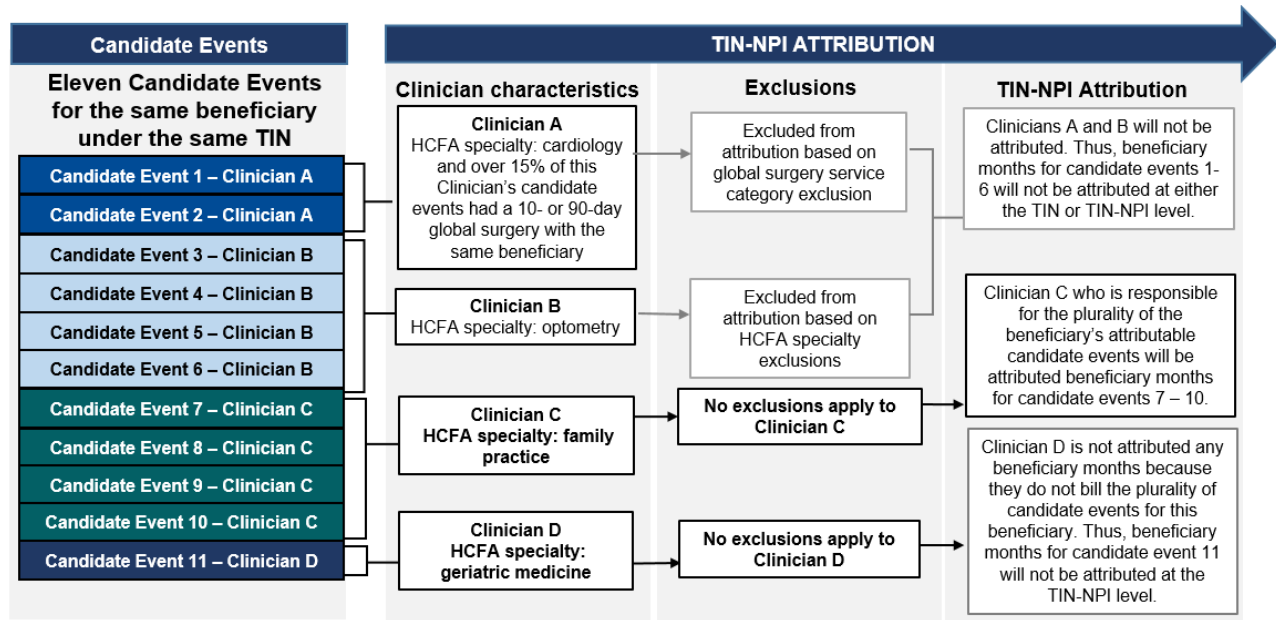 Candidate Events
TIN-NPI ATTRIBUTION
Eleven Candidate Events
for the same beneficiary
under the same TIN
Candidate Event 1 – Clinician A
Candidate Event 2 – Clinician A
Candidate Event 3 – Clinician B
Candidate Event 4 – Clinician B
Candidate Event 5 – Clinician B
Candidate Event 6 – Clinician B
Candidate Event 7 – Clinician C
Candidate Event 8 – Clinician C
Candidate Event 9 – Clinician C
Candidate Event 10 – Clinician C
Candidate Event 11 – Clinician D
Clinician characteristics
Clinician A
HCFA specialty: cardiology
and over 15% of this
Clinician's candidate
events had a 10- or 90-day
global surgery with the
same beneficiary
Clinician B
HCFA specialty: optometry
Clinician C
HCFA specialty: family
practice
Clinician D
HCFA specialty:
geriatric medicine
Exclusions
Excluded from
attribution based on
global surgery service
category exclusion
Excluded from
attribution based on
HCFA specialty
exclusions
No exclusions apply to
Clinician C
No exclusions apply to
Clinician D
TIN-NPI Attribution
Clinicians A and B will not be
attributed. Thus, beneficiary
months for candidate events 1-
6 will not be attributed at either
the TIN or TIN-NPI level.
Clinician C who is responsible
for the plurality of the
beneficiary's attributable
candidate events will be
attributed beneficiary months
for candidate events 7 – 10.
Clinician D is not attributed any
beneficiary months because
they do not bill the plurality of
candidate events for this
beneficiary. Thus, beneficiary
months for candidate event 11
will not be attributed at the
TIN-NPI level.